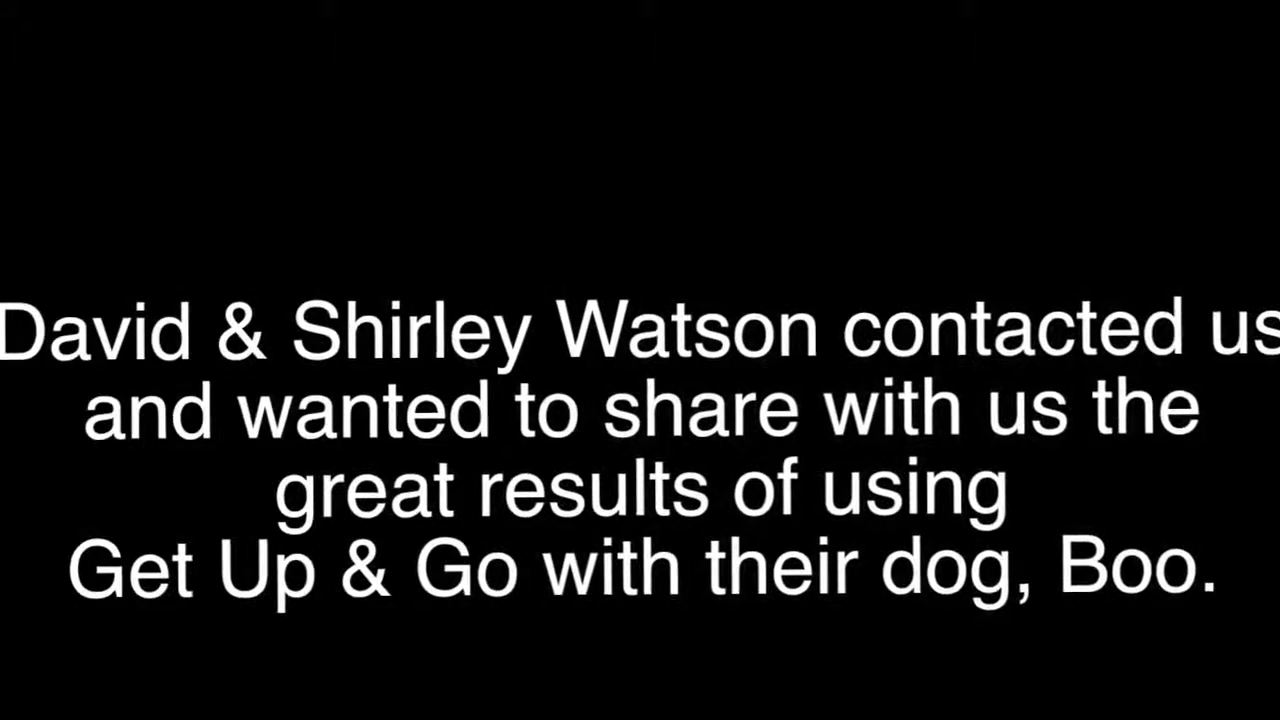 David & Shirley Watson contacted us
and wanted to share with us the
great results of using
Get Up & Go with their dog, Boo.